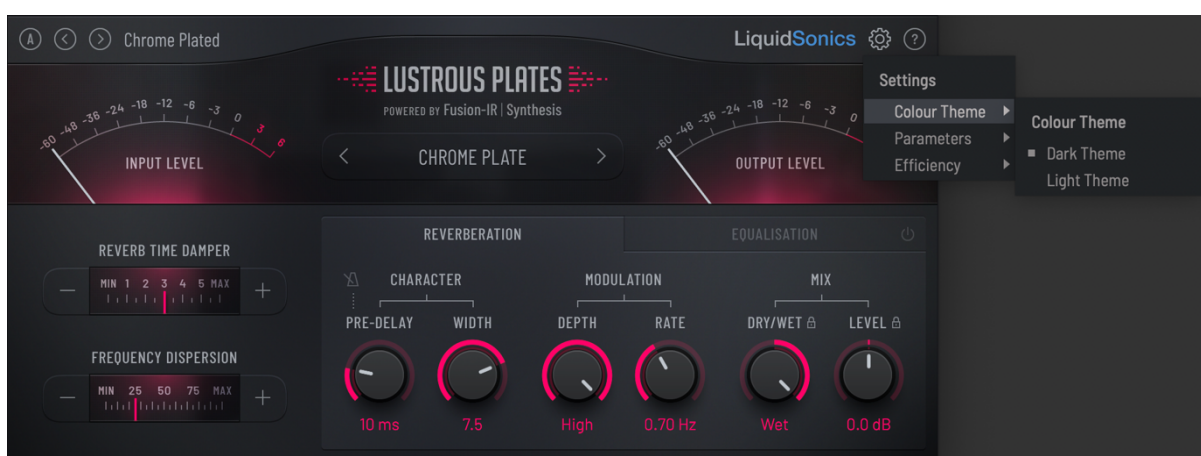 A < > Chrome Plated
LiquidSonics ?
LUSTROUS PLATES
POWERED BY Fusion-IR | Synthesis
< CHROME PLATE >
-60 -48 -36 -24 -18 -12 -6 -3 0 3 6
INPUT LEVEL
-60 -48 -36 -24 -18 -12 -6 -3 0
OUTPUT LEVEL
Settings
Colour Theme
Parameters
Efficiency
Colour Theme
Dark Theme
Light Theme
REVERB TIME DAMPER
MIN 1 2 3 4 5 MAX
FREQUENCY DISPERSION
MIN 25 50 75 MAX
REVERBERATION
EQUALISATION
CHARACTER
MODULATION
MIX
PRE-DELAY WIDTH DEPTH RATE DRY/WET LEVEL
10 ms 7.5 High 0.70 Hz Wet 0.0 dB